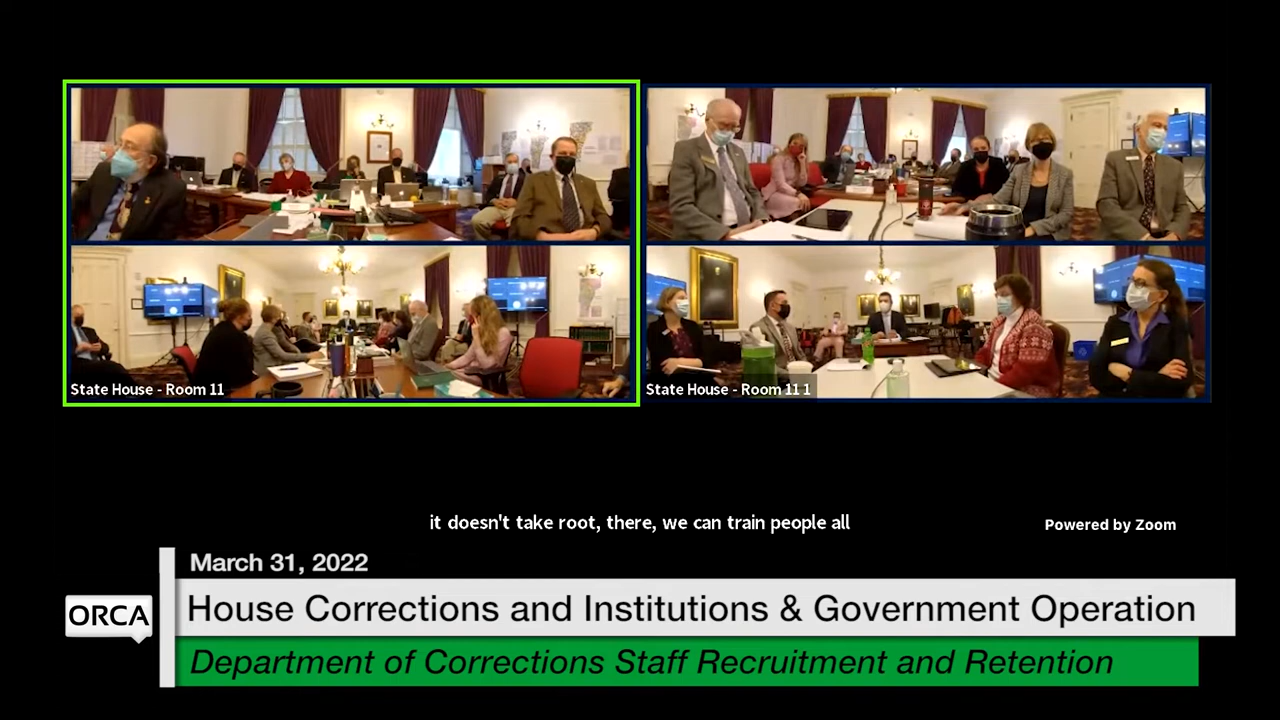 State House - Room 11
State House - Room 11 1
it doesn't take root, there, we can train people all
Powered by Zoom
March 31, 2022
ORCA
House Corrections and Institutions & Government Operation
Department of Corrections Staff Recruitment and Retention